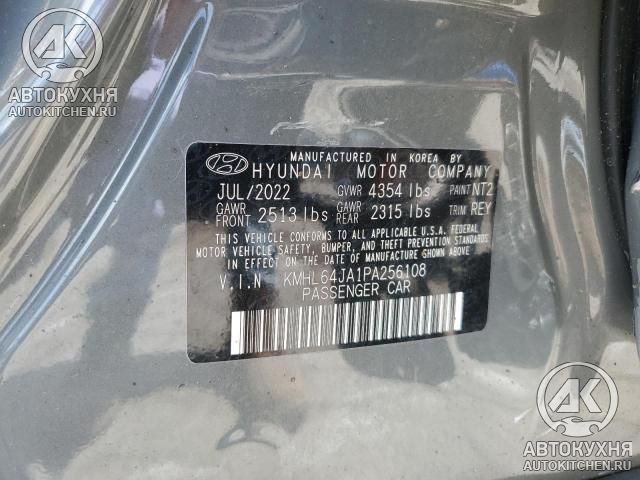 AK
АВТОКУХНЯ
AUTOKITCHEN.RU
MANUFACTURED IN KOREA BY
HYUNDAI MOTOR COMPANY
JUL/2022 GVWR 4354 lbs PAINT NT2
GAWR FRONT 2513 lbs GAWR REAR 2315 lbs TRIM REY
THIS VEHICLE CONFORMS TO ALL APPLICABLE U.S.A. FEDERAL
MOTOR VEHICLE SAFETY, BUMPER, AND THEFT PREVENTION STANDARDS
IN EFFECT ON THE DATE OF MANUFACTURE SHOWN ABOVE
V.I.N KMHL64JA1PA256108
PASSENGER CAR
AK
АВТОКУХНЯ
AUTOKITCHEN.RU